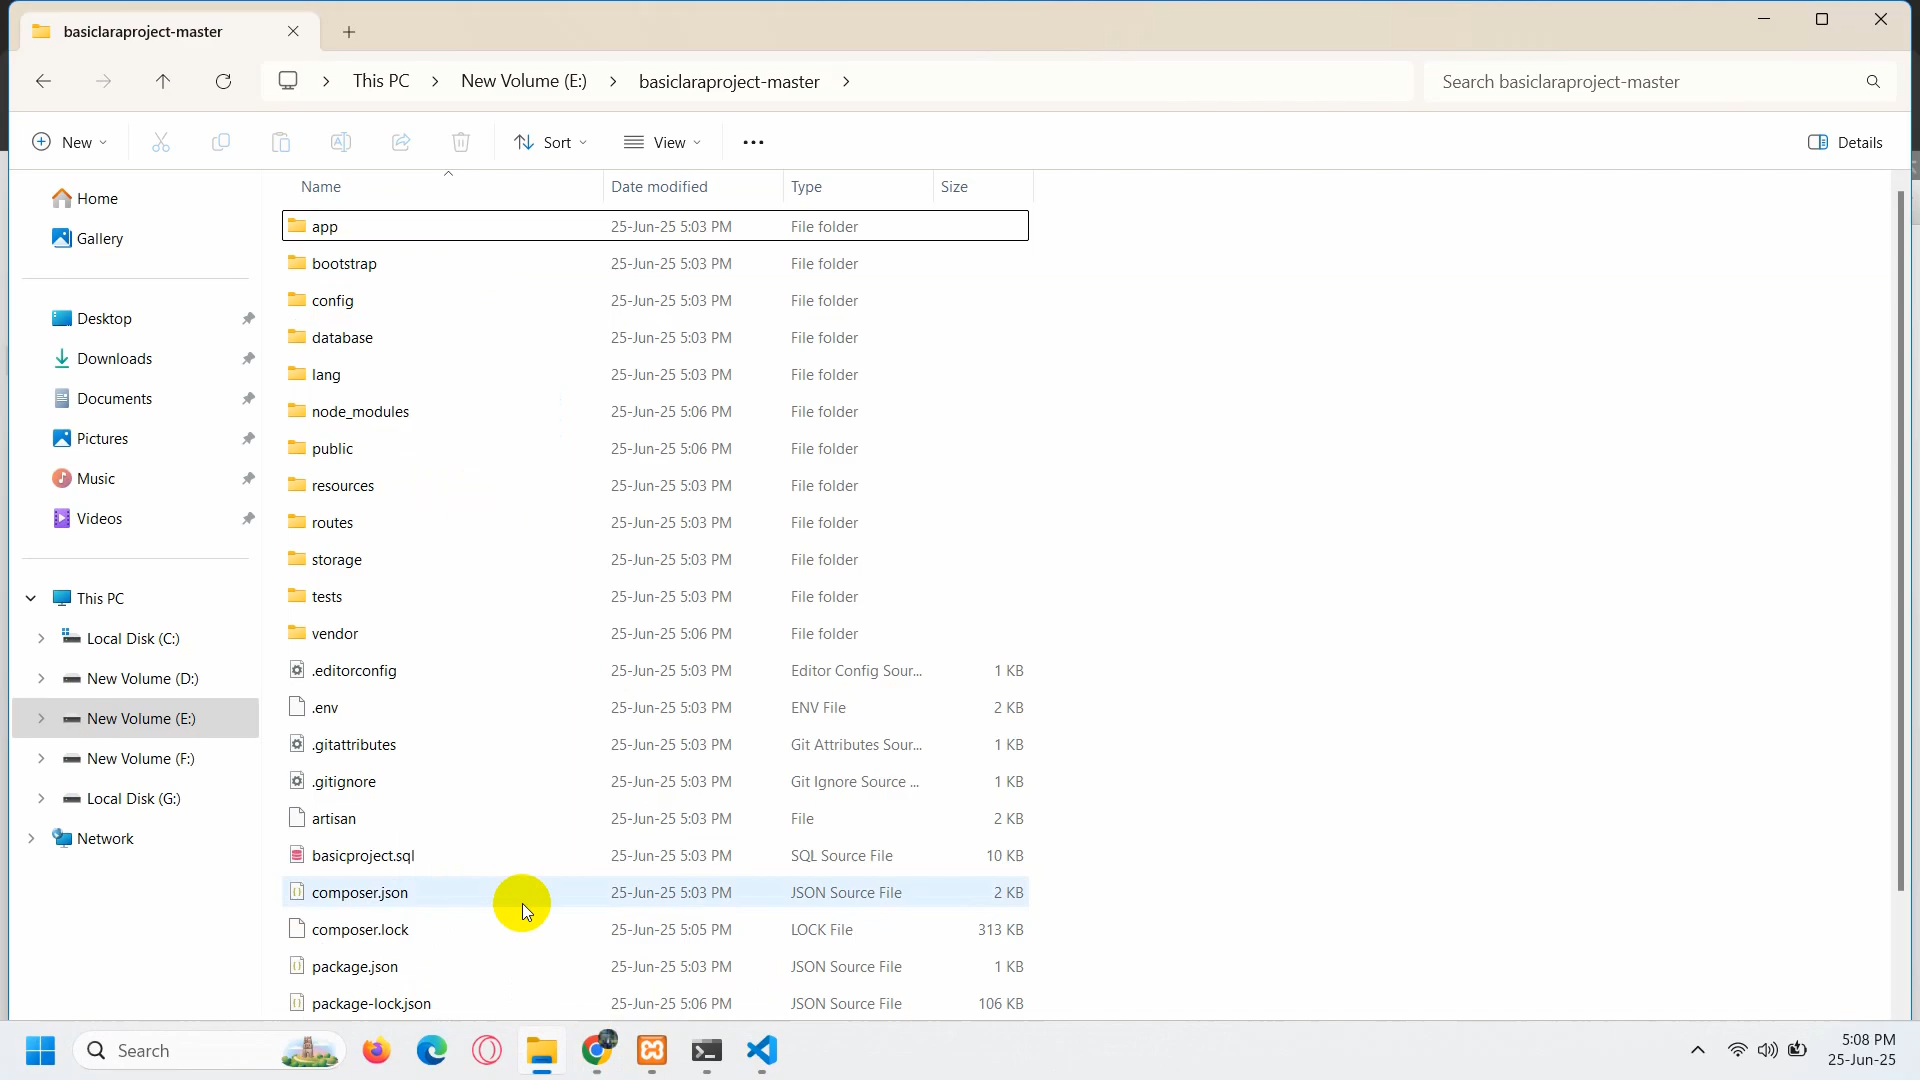 basiclaraproject-master
This PC
New Volume (E:)
basiclaraproject-master
Search basiclaraproject-master
New
Sort
View
Details
Name Date modified Type Size
Home
Gallery
Desktop
Downloads
Documents
Pictures
Music
Videos
This PC
Local Disk (C:)
New Volume (D:)
New Volume (E:)
New Volume (F:)
Local Disk (G:)
Network
app 25-Jun-25 5:03 PM File folder
bootstrap 25-Jun-25 5:03 PM File folder
config 25-Jun-25 5:03 PM File folder
database 25-Jun-25 5:03 PM File folder
lang 25-Jun-25 5:03 PM File folder
node_modules 25-Jun-25 5:06 PM File folder
public 25-Jun-25 5:06 PM File folder
resources 25-Jun-25 5:03 PM File folder
routes 25-Jun-25 5:03 PM File folder
storage 25-Jun-25 5:03 PM File folder
tests 25-Jun-25 5:03 PM File folder
vendor 25-Jun-25 5:06 PM File folder
.editorconfig 25-Jun-25 5:03 PM Editor Config Sour... 1 KB
.env 25-Jun-25 5:03 PM ENV File 2 KB
.gitattributes 25-Jun-25 5:03 PM Git Attributes Sour... 1 KB
.gitignore 25-Jun-25 5:03 PM Git Ignore Source ... 1 KB
artisan 25-Jun-25 5:03 PM File 2 KB
basicproject.sql 25-Jun-25 5:03 PM SQL Source File 10 KB
composer.json 25-Jun-25 5:03 PM JSON Source File 2 KB
composer.lock 25-Jun-25 5:05 PM LOCK File 313 KB
package.json 25-Jun-25 5:03 PM JSON Source File 1 KB
package-lock.json 25-Jun-25 5:06 PM JSON Source File 106 KB
Search
5:08 PM
25-Jun-25